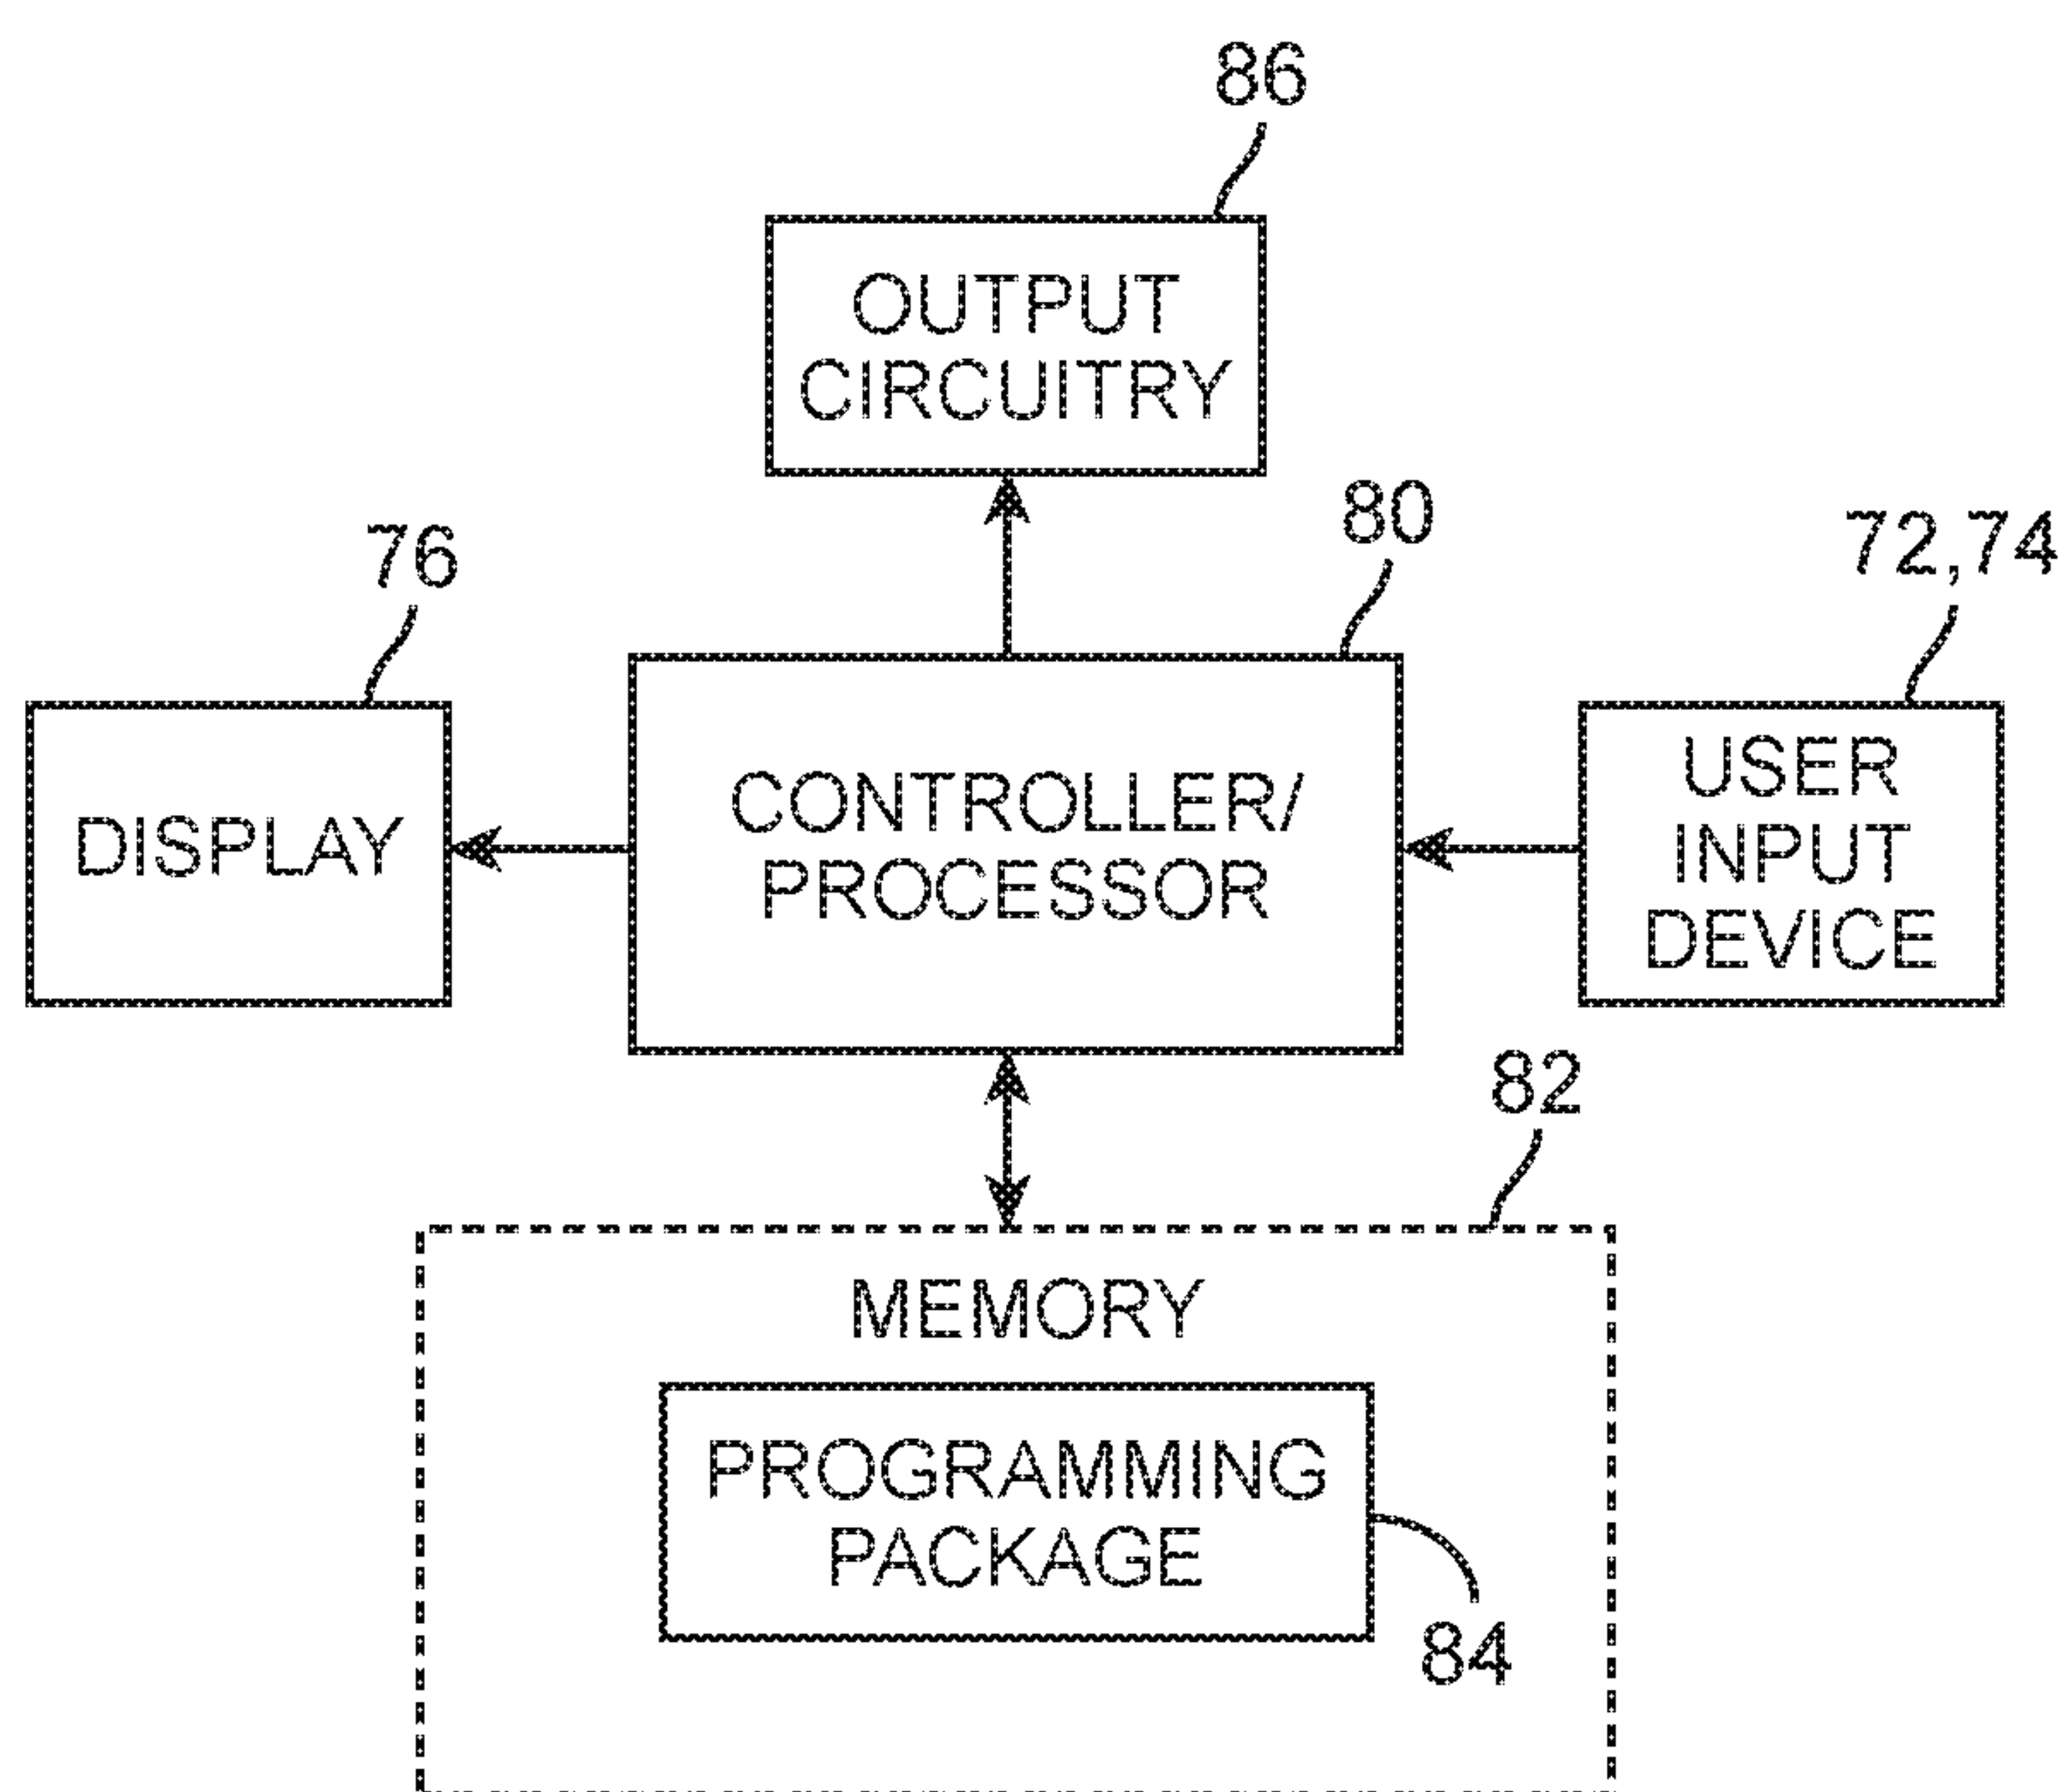 86
OUTPUT
CIRCUITRY
80
76
72,74
DISPLAY
CONTROLLER/
PROCESSOR
USER
INPUT
DEVICE
82
MEMORY
PROGRAMMING
PACKAGE
84